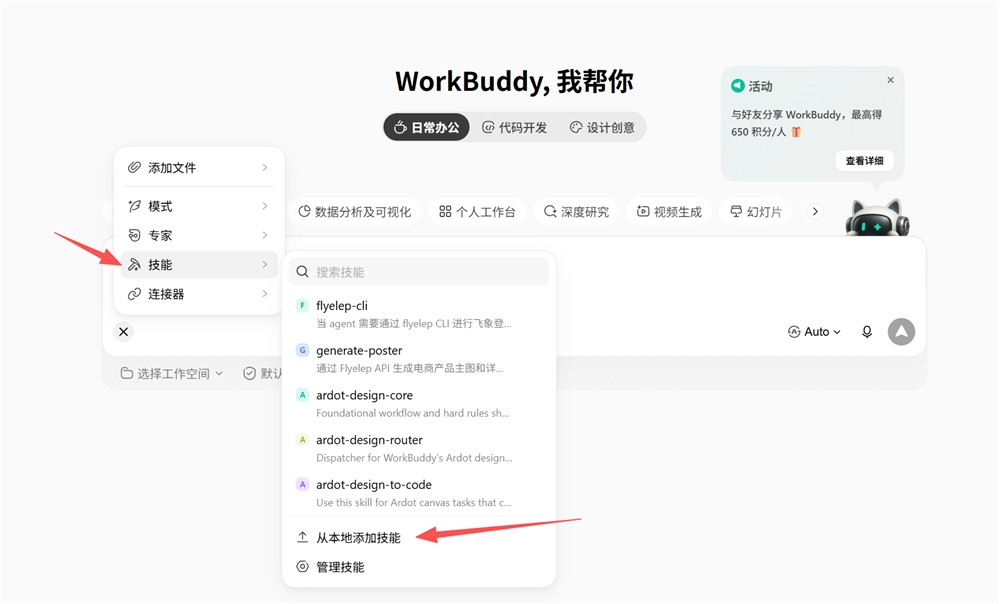 WorkBuddy, 我帮你
日常办公
代码开发
设计创意
活动
与好友分享 WorkBuddy，最高得
650 积分/人
查看详细
添加文件
模式
专家
技能
连接器
数据分析及可视化
个人工作台
深度研究
视频生成
幻灯片
搜索技能
F
flyelep-cli
当 agent 需要通过 flyelep CLI 进行飞象登...
G
generate-poster
通过 Flyelep API 生成电商产品主图和详...
A
ardot-design-core
Foundational workflow and hard rules sh...
A
ardot-design-router
Dispatcher for WorkBuddy's Ardot design...
A
ardot-design-to-code
Use this skill for Ardot canvas tasks that c...
从本地添加技能
管理技能
Auto
选择工作空间
默认